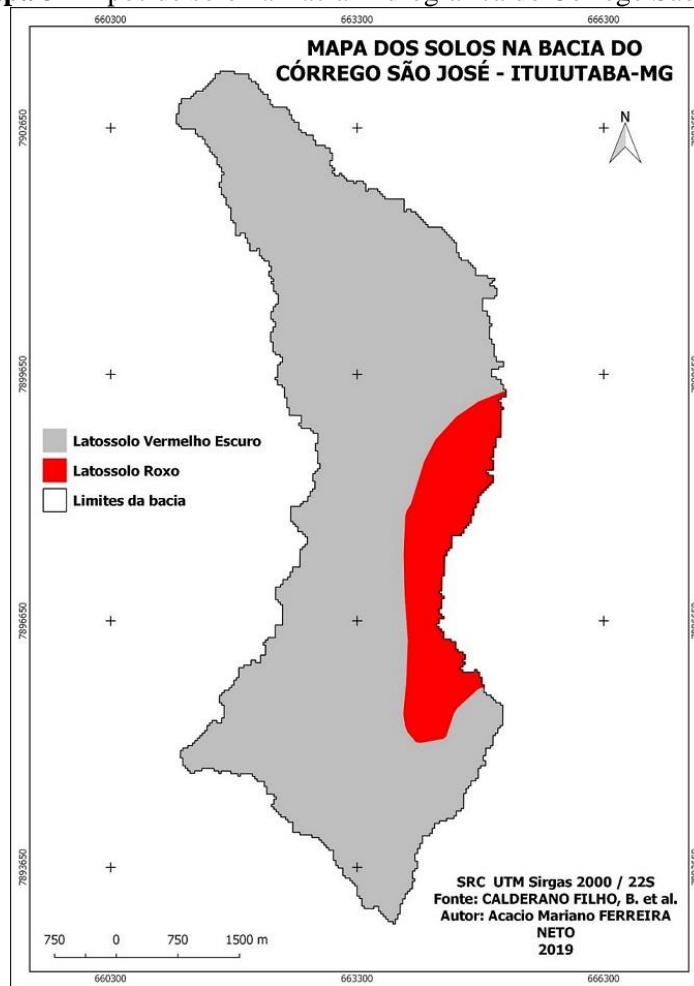 660300 663300 666300
MAPA DOS SOLOS NA BACIA DO
CÓRREGO SÃO JOSÉ - ITUIUTABA-MG
N
7902650
7899650 7899650
Latossolo Vermelho Escuro
Latossolo Roxo
Limites da bacia
7896650 7896650
7893650
SRC UTM Sirgas 2000 / 22S
Fonte: CALDERANO FILHO, B. et al.
Autor: Acacio Mariano FERREIRA
NETO
2019
750 0 750 1500 m
660300 663300 666300